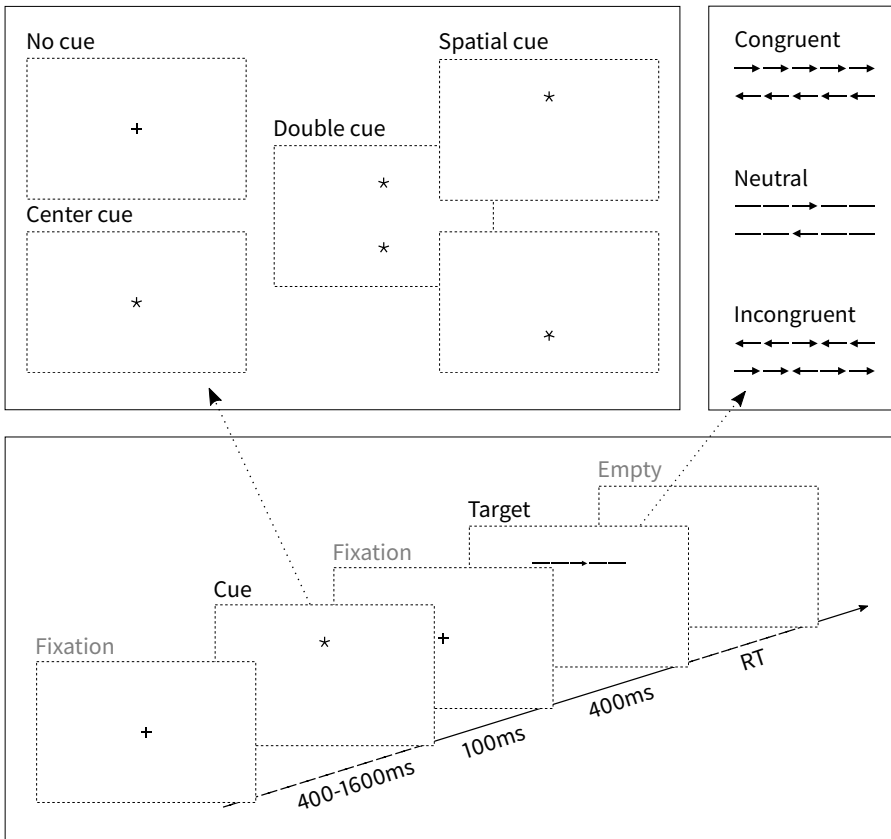 No cue
Spatial cue
Double cue
Center cue
Congruent
Neutral
Incongruent
Empty
Target
Fixation
Cue
Fixation
400-1600ms
100ms
400ms
RT